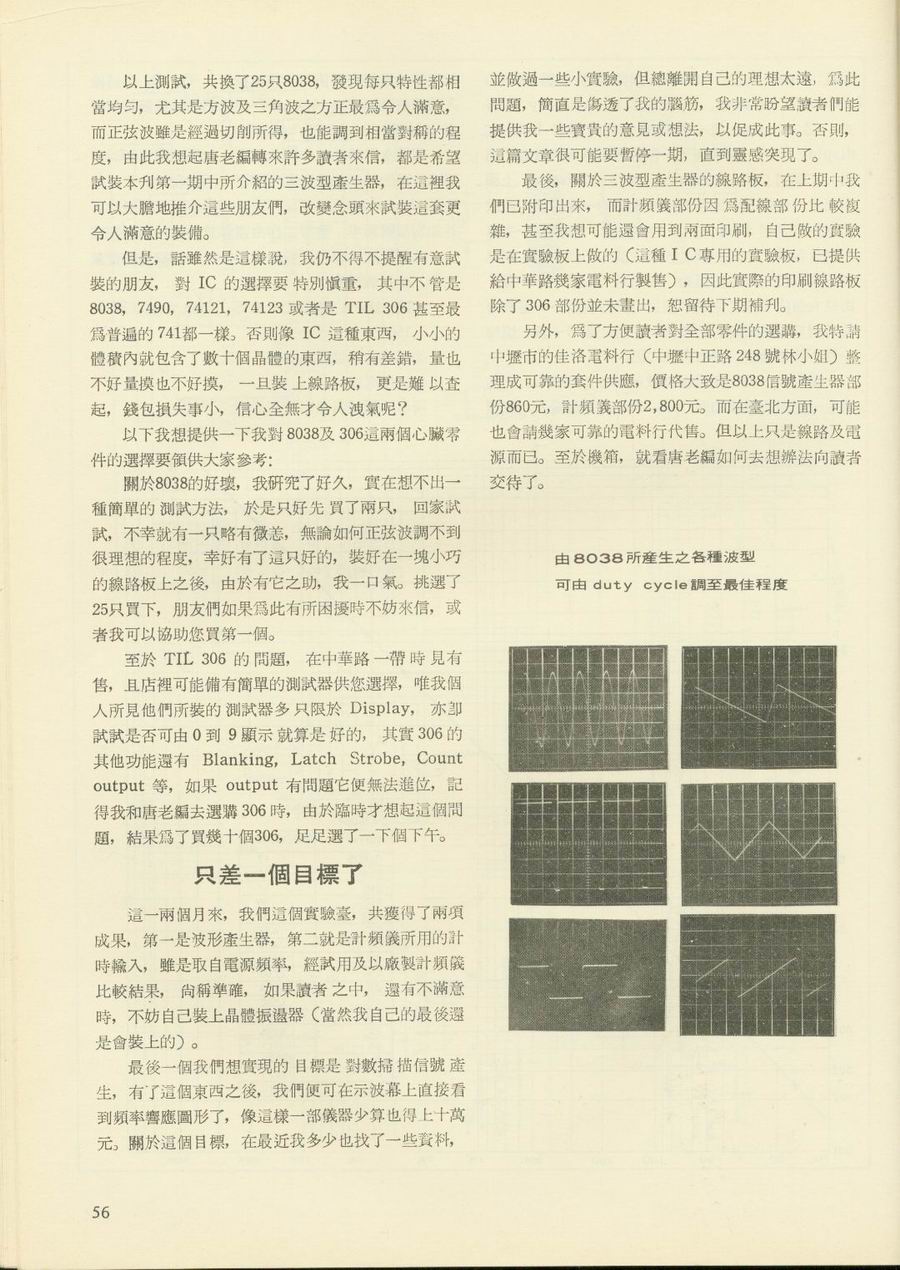 以上測試，共換了25只8038，發現每只特性都相
當均勻，尤其是方波及三角波之方正最爲令人滿意，
而正弦波雖是經過切削所得，也能調到相當對稱的程
度，由此我想起唐老編轉來許多讀者來信，都是希望
試裝本刋第一期中所介紹的三波型產生器，在這裡我
可以大膽地推介這些朋友們，改變念頭來試裝這套更
令人滿意的裝備。
但是，話雖然是這樣說，我仍不得不提醒有意試
裝的朋友，對 IC 的選擇要特別愼重，其中不管是
8038，7490，74121，74123 或者是 TIL 306 甚至最
爲普遍的741都一樣。否則像 IC 這種東西，小小的
體積內就包含了數十個晶體的東西，稍有差錯，量也
不好量摸也不好摸，一旦裝上線路板，更是難以查
起，錢包損失事小，信心全無才令人洩氣呢？
以下我想提供一下我對8038及306這兩個心臟零
件的選擇要領供大家參考：
關於8038的好壞，我研究了好久，實在想不出一
種簡單的測試方法，於是只好先買了兩只，回家試
試，不幸就有一只略有微恙，無論如何正弦波調不到
很理想的程度，幸好有了這只好的，裝好在一塊小巧
的線路板上之後，由於有它之助，我一口氣。挑選了
25只買下，朋友們如果爲此有所困擾時不妨來信，或
者我可以協助您買第一個。
至於 TIL 306 的問題，在中華路一帶時見有
售，且店裡可能備有簡單的測試器供您選擇，唯我個
人所見他們所裝的測試器多只限於 Display，亦卽
試試是否可由0到9顯示就算是好的，其實306的
其他功能還有 Blanking, Latch Strobe, Count
output 等，如果 output 有問題它便無法進位，記
得我和唐老編去選購306時，由於臨時才想起這個問
題，結果爲了買幾十個306，足足選了一下個下午。
只差一個目標了
這一兩個月來，我們這個實驗臺，共獲得了兩項
成果，第一是波形產生器，第二就是計頻儀所用的計
時輸入，雖是取自電源頻率，經試用及以廠製計頻儀
比較結果，尙稱準確，如果讀者之中，還有不滿意
時，不妨自己裝上晶體振盪器（當然我自己的最後還
是會裝上的）。
最後一個我們想實現的目標是對數掃描信號產
生，有了這個東西之後，我們便可在示波幕上直接看
到頻率響應圖形了，像這樣一部儀器少算也得上十萬
元。關於這個目標，在最近我多少也找了一些資料，
並做過一些小實驗，但總離開自己的理想太遠，爲此
問題，簡直是傷透了我的腦筋，我非常盼望讀者們能
提供我一些寶貴的意見或想法，以促成此事。否則，
這篇文章很可能要暫停一期，直到靈感突現了。
最後，關於三波型產生器的線路板，在上期中我
們已附印出來，而計頻儀部份因爲配線部份比較複
雜，甚至我想可能還會用到兩面印刷，自己做的實驗
是在實驗板上做的（這種ＩＣ專用的實驗板，已提供
給中華路幾家電料行製售），因此實際的印刷線路板
除了306部份並未畫出，恕留待下期補刋。
另外，爲了方便讀者對全部零件的選購，我特請
中壢市的佳洛電料行（中壢中正路248號林小姐）整
理成可靠的套件供應，價格大致是8038信號產生器部
份860元，計頻儀部份2,800元。而在臺北方面，可能
也會請幾家可靠的電料行代售。但以上只是線路及電
源而已。至於機箱，就看唐老編如何去想辦法向讀者
交待了。
由8038所産生之各種波型
可由 duty cycle調至最佳程度
56